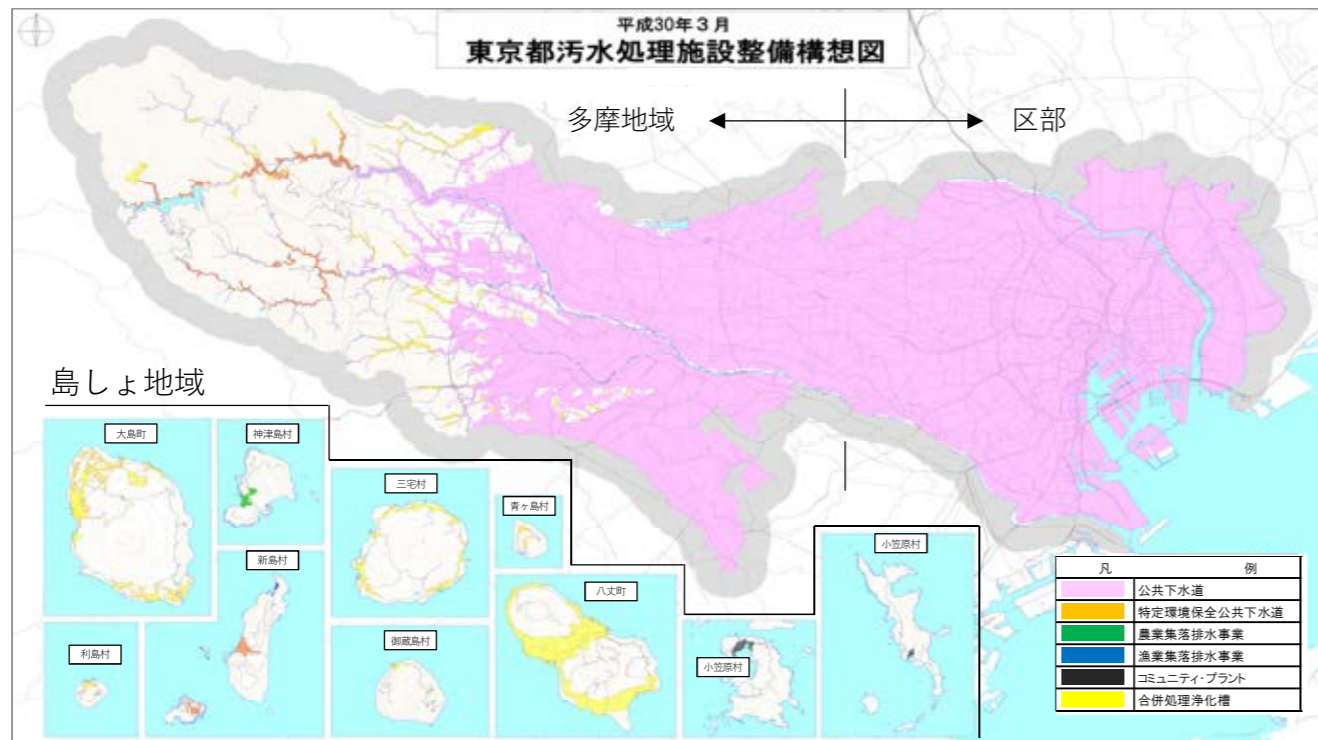 平成30年3月
東京都汚水処理施設整備構想図
多摩地域
区部
島しょ地域
大島町
神津島村
三宅村
青ヶ島村
新島村
八丈町
小笠原村
利島村
御蔵島村
小笠原村
凡 例
公共下水道
特定環境保全公共下水道
農業集落排水事業
漁業集落排水事業
コミュニティ・プラント
合併処理浄化槽